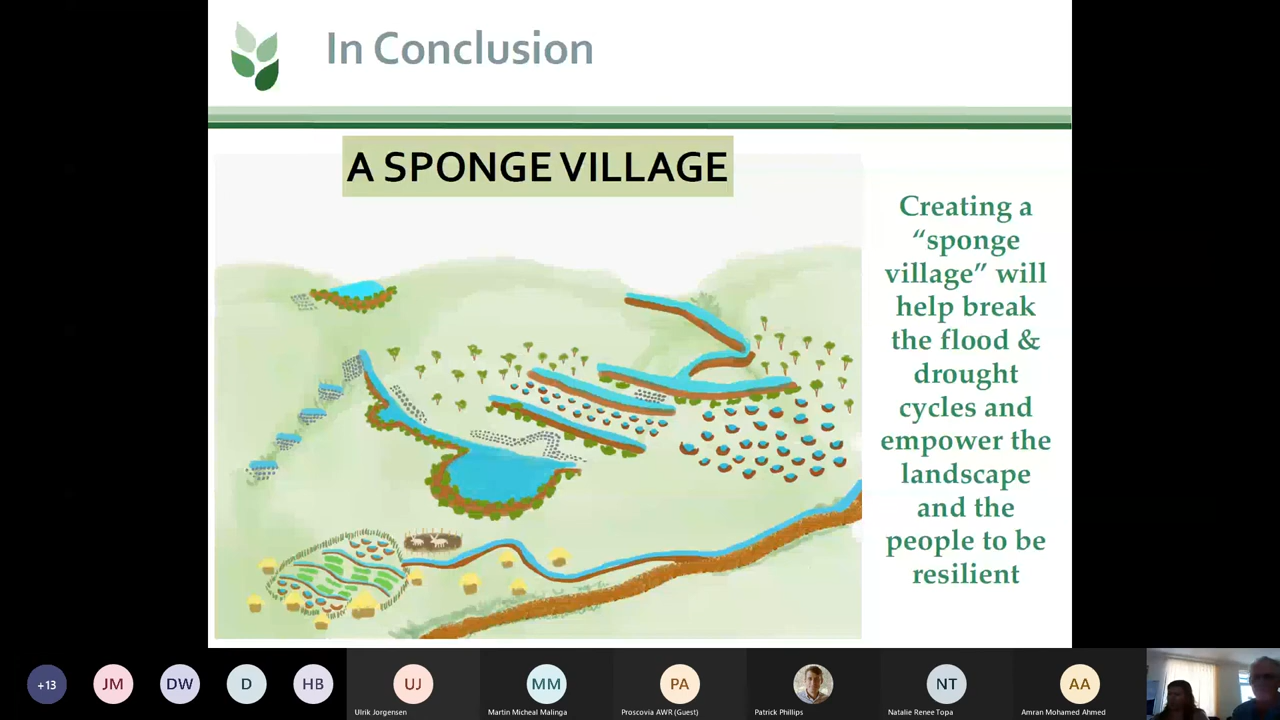 In Conclusion
A SPONGE VILLAGE
Creating a
“sponge
village” will
help break
the flood &
drought
cycles and
empower the
landscape
and the
people to be
resilient
+13
JM
DW
D
HB
UJ
MM
PA
NT
AA
Ulrik Jorgensen
Martin Micheal Malinga
Proscovia AWR (Guest)
Patrick Phillips
Natalie Renee Topa
Amran Mohamed Ahmed